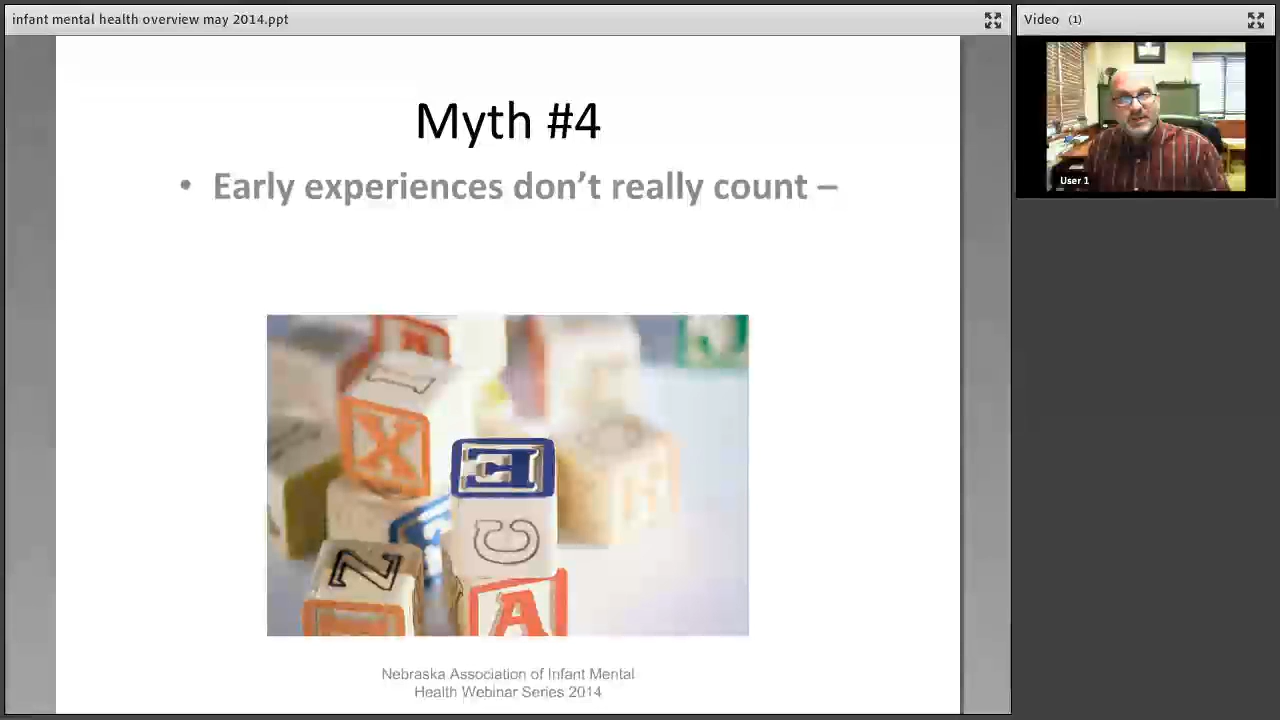 infant mental health overview may 2014.ppt
Video (1)
User 1
Myth #4
• Early experiences don't really count –
X
E
C
Z
A
Nebraska Association of Infant Mental
Health Webinar Series 2014